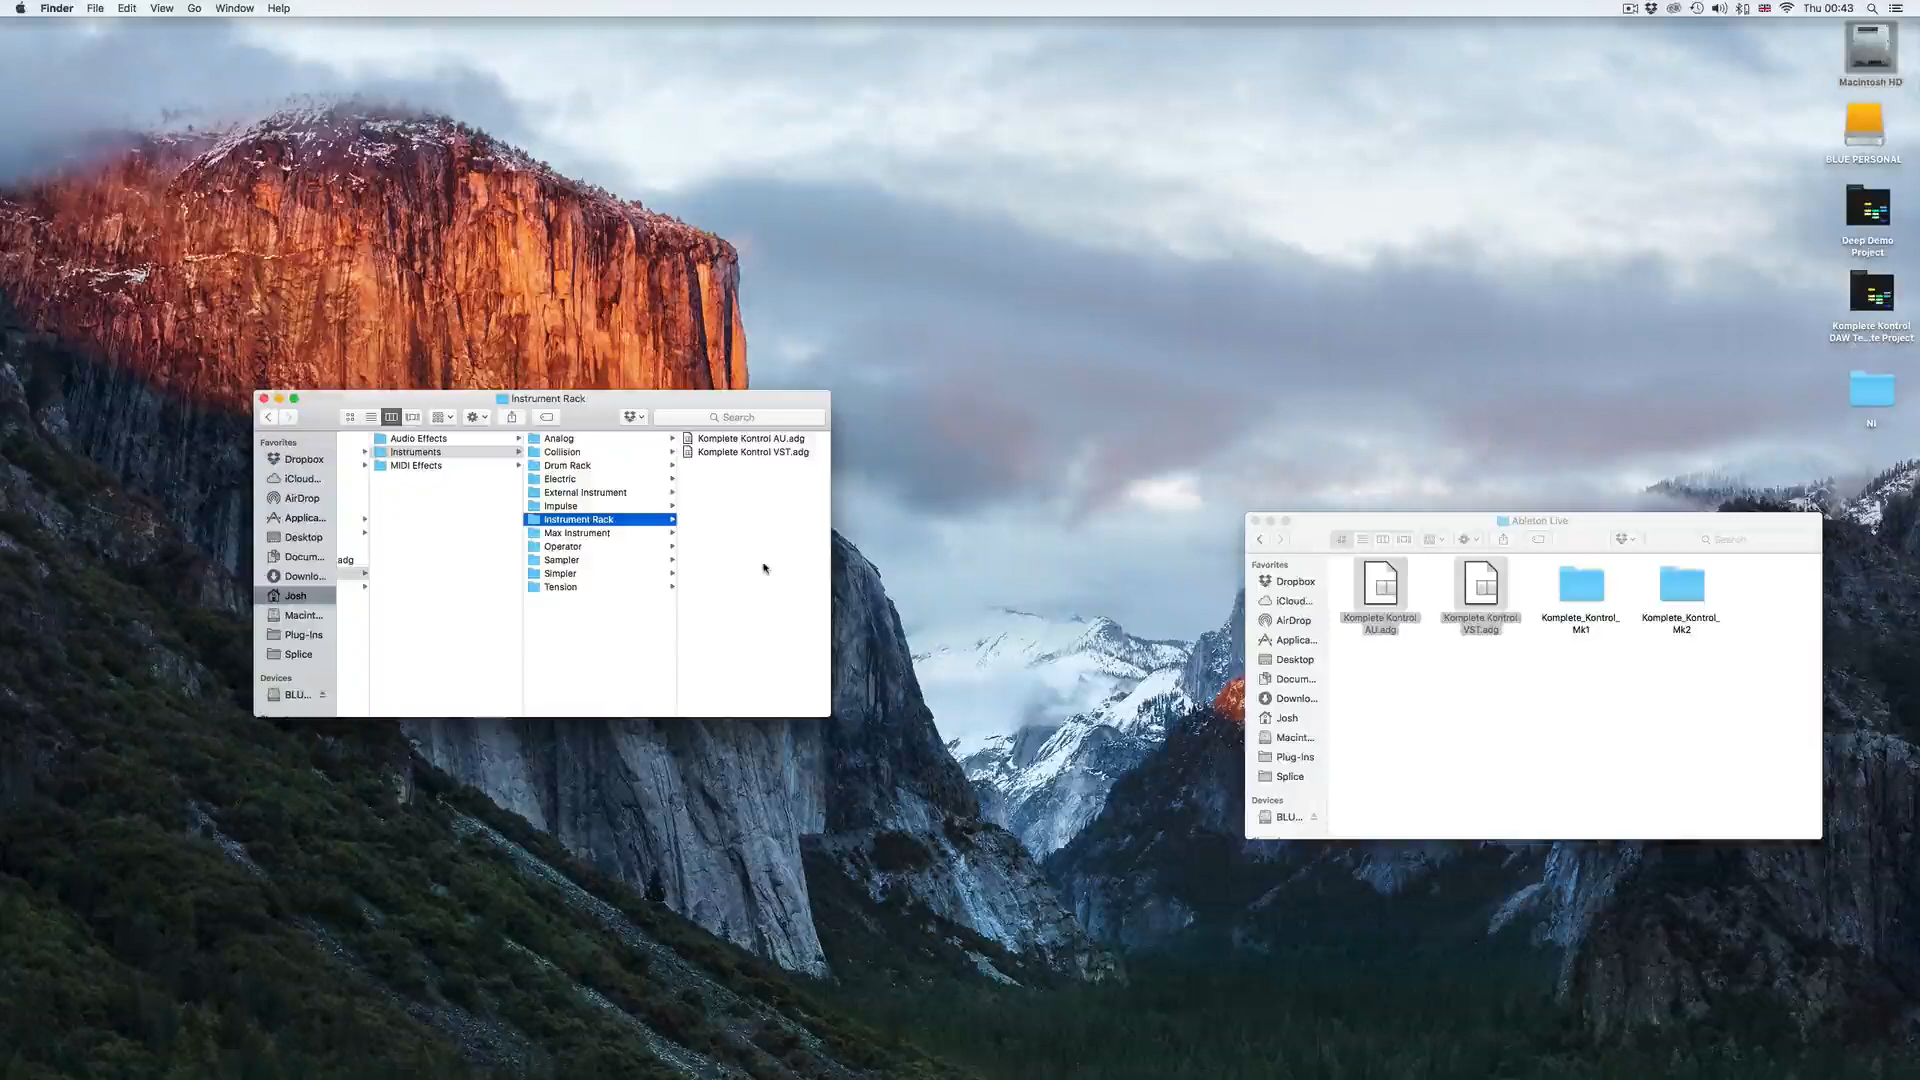 Finder File Edit View Go Window Help
Thu 00:43
Macintosh HD
BLUE PERSONAL
Deep Demo
Project
Komplete Kontrol
DAW Te...te Project
NI
Instrument Rack
Search
Favorites
Dropbox
iCloud...
AirDrop
Applica...
Desktop
Docum...
Downlo...
Josh
Macint...
Plug-Ins
Splice
Devices
BLU...
.adg
Audio Effects
Instruments
MIDI Effects
Analog
Collision
Drum Rack
Electric
External Instrument
Impulse
Instrument Rack
Max Instrument
Operator
Sampler
Simpler
Tension
Komplete Kontrol AU.adg
Komplete Kontrol VST.adg
Ableton Live
Search
Favorites
Dropbox
iCloud...
AirDrop
Applica...
Desktop
Docum...
Downlo...
Josh
Macint...
Plug-Ins
Splice
Devices
BLU...
Komplete Kontrol
AU.adg
Komplete Kontrol
VST.adg
Komplete_Kontrol_
Mk1
Komplete_Kontrol_
Mk2